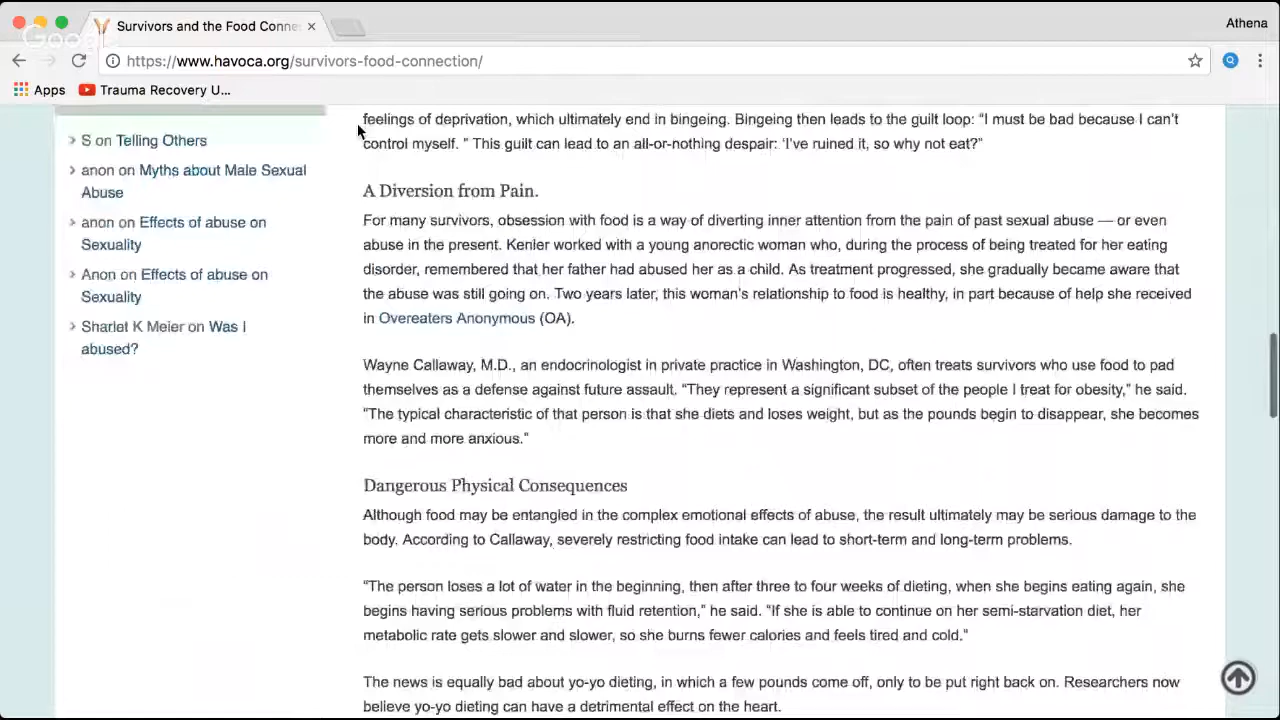 Survivors and the Food Conne
Athena
Google
https://www.havoca.org/survivors-food-connection/
Apps
Trauma Recovery U...
S on Telling Others
anon on Myths about Male Sexual
Abuse
anon on Effects of abuse on
Sexuality
Anon on Effects of abuse on
Sexuality
Sharlet K Meier on Was I
abused?
feelings of deprivation, which ultimately end in bingeing. Bingeing then leads to the guilt loop: “I must be bad because I can’t
control myself. ” This guilt can lead to an all-or-nothing despair: ‘I’ve ruined it, so why not eat?”
A Diversion from Pain.
For many survivors, obsession with food is a way of diverting inner attention from the pain of past sexual abuse — or even
abuse in the present. Kenler worked with a young anorectic woman who, during the process of being treated for her eating
disorder, remembered that her father had abused her as a child. As treatment progressed, she gradually became aware that
the abuse was still going on. Two years later, this woman’s relationship to food is healthy, in part because of help she received
in Overeaters Anonymous (OA).
Wayne Callaway, M.D., an endocrinologist in private practice in Washington, DC, often treats survivors who use food to pad
themselves as a defense against future assault. “They represent a significant subset of the people I treat for obesity,” he said.
“The typical characteristic of that person is that she diets and loses weight, but as the pounds begin to disappear, she becomes
more and more anxious.”
Dangerous Physical Consequences
Although food may be entangled in the complex emotional effects of abuse, the result ultimately may be serious damage to the
body. According to Callaway, severely restricting food intake can lead to short-term and long-term problems.
“The person loses a lot of water in the beginning, then after three to four weeks of dieting, when she begins eating again, she
begins having serious problems with fluid retention,” he said. “If she is able to continue on her semi-starvation diet, her
metabolic rate gets slower and slower, so she burns fewer calories and feels tired and cold.”
The news is equally bad about yo-yo dieting, in which a few pounds come off, only to be put right back on. Researchers now
believe yo-yo dieting can have a detrimental effect on the heart.